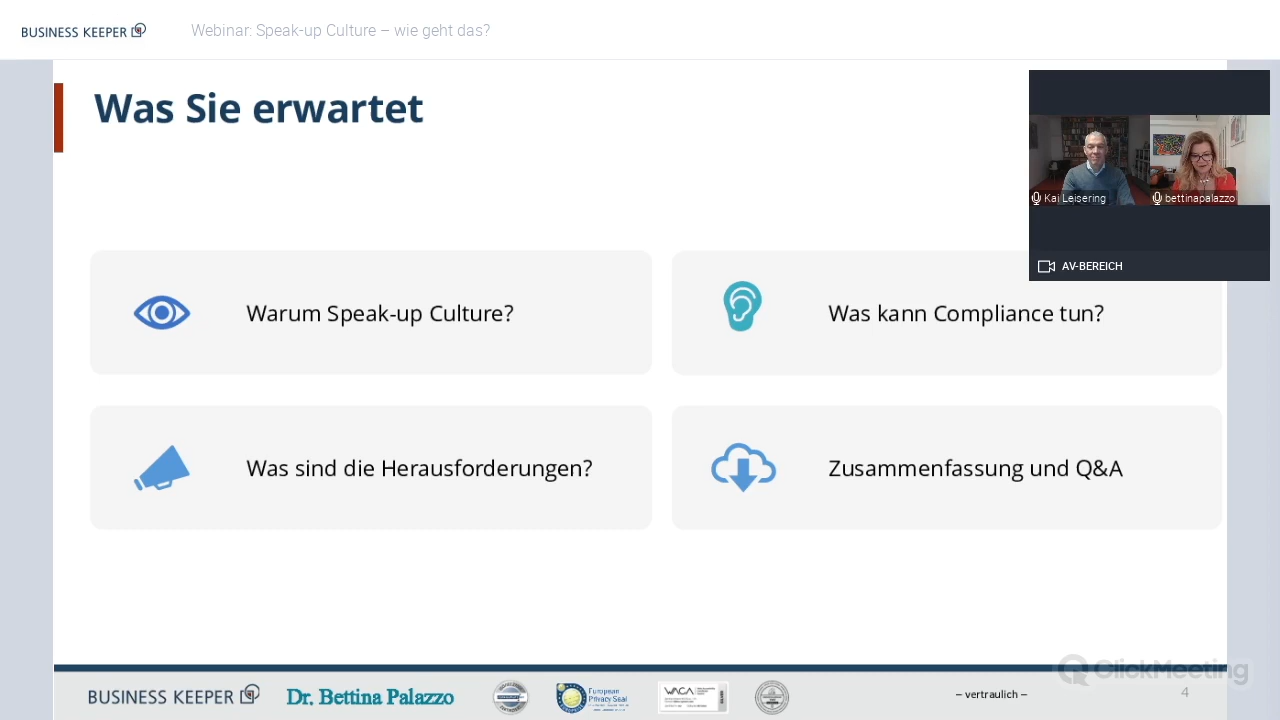 BUSINESS KEEPER
Webinar: Speak-up Culture – wie geht das?
Was Sie erwartet
Kai Leisering
bettinapalazzo
AV-BEREICH
Warum Speak-up Culture?
Was kann Compliance tun?
Was sind die Herausforderungen?
Zusammenfassung und Q&A
ClickMeeting
BUSINESS KEEPER
Dr. Bettina Palazzo
European
Privacy Seal
WACA
– vertraulich –
4